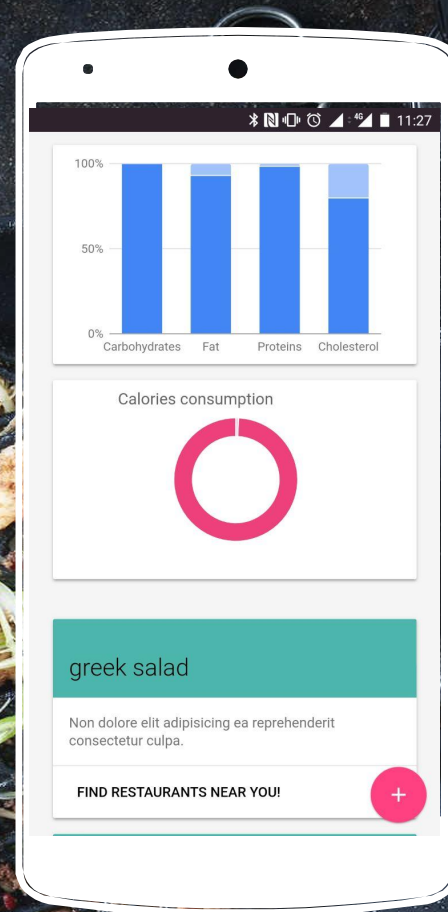 4G 11:27
100%
50%
0%
Carbohydrates Fat Proteins Cholesterol
Calories consumption
greek salad
Non dolore elit adipisicing ea reprehenderit
consectetur culpa.
FIND RESTAURANTS NEAR YOU!
+